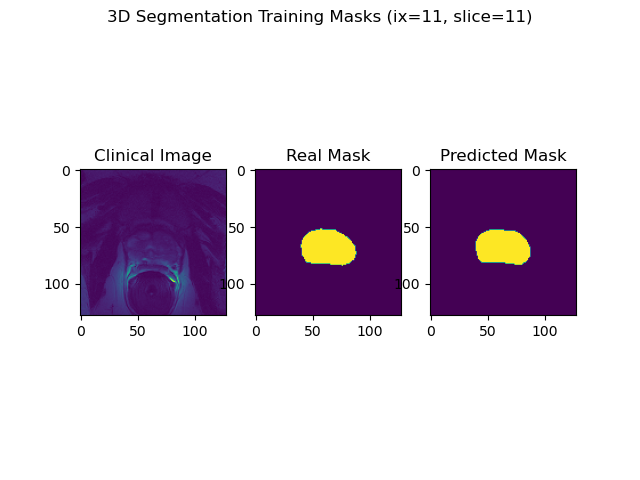 3D Segmentation Training Masks (ix=11, slice=11)
Clinical Image Real Mask Predicted Mask
0 0 0
50 50 50
100 100 100
0 50 100 0 50 100 0 50 100